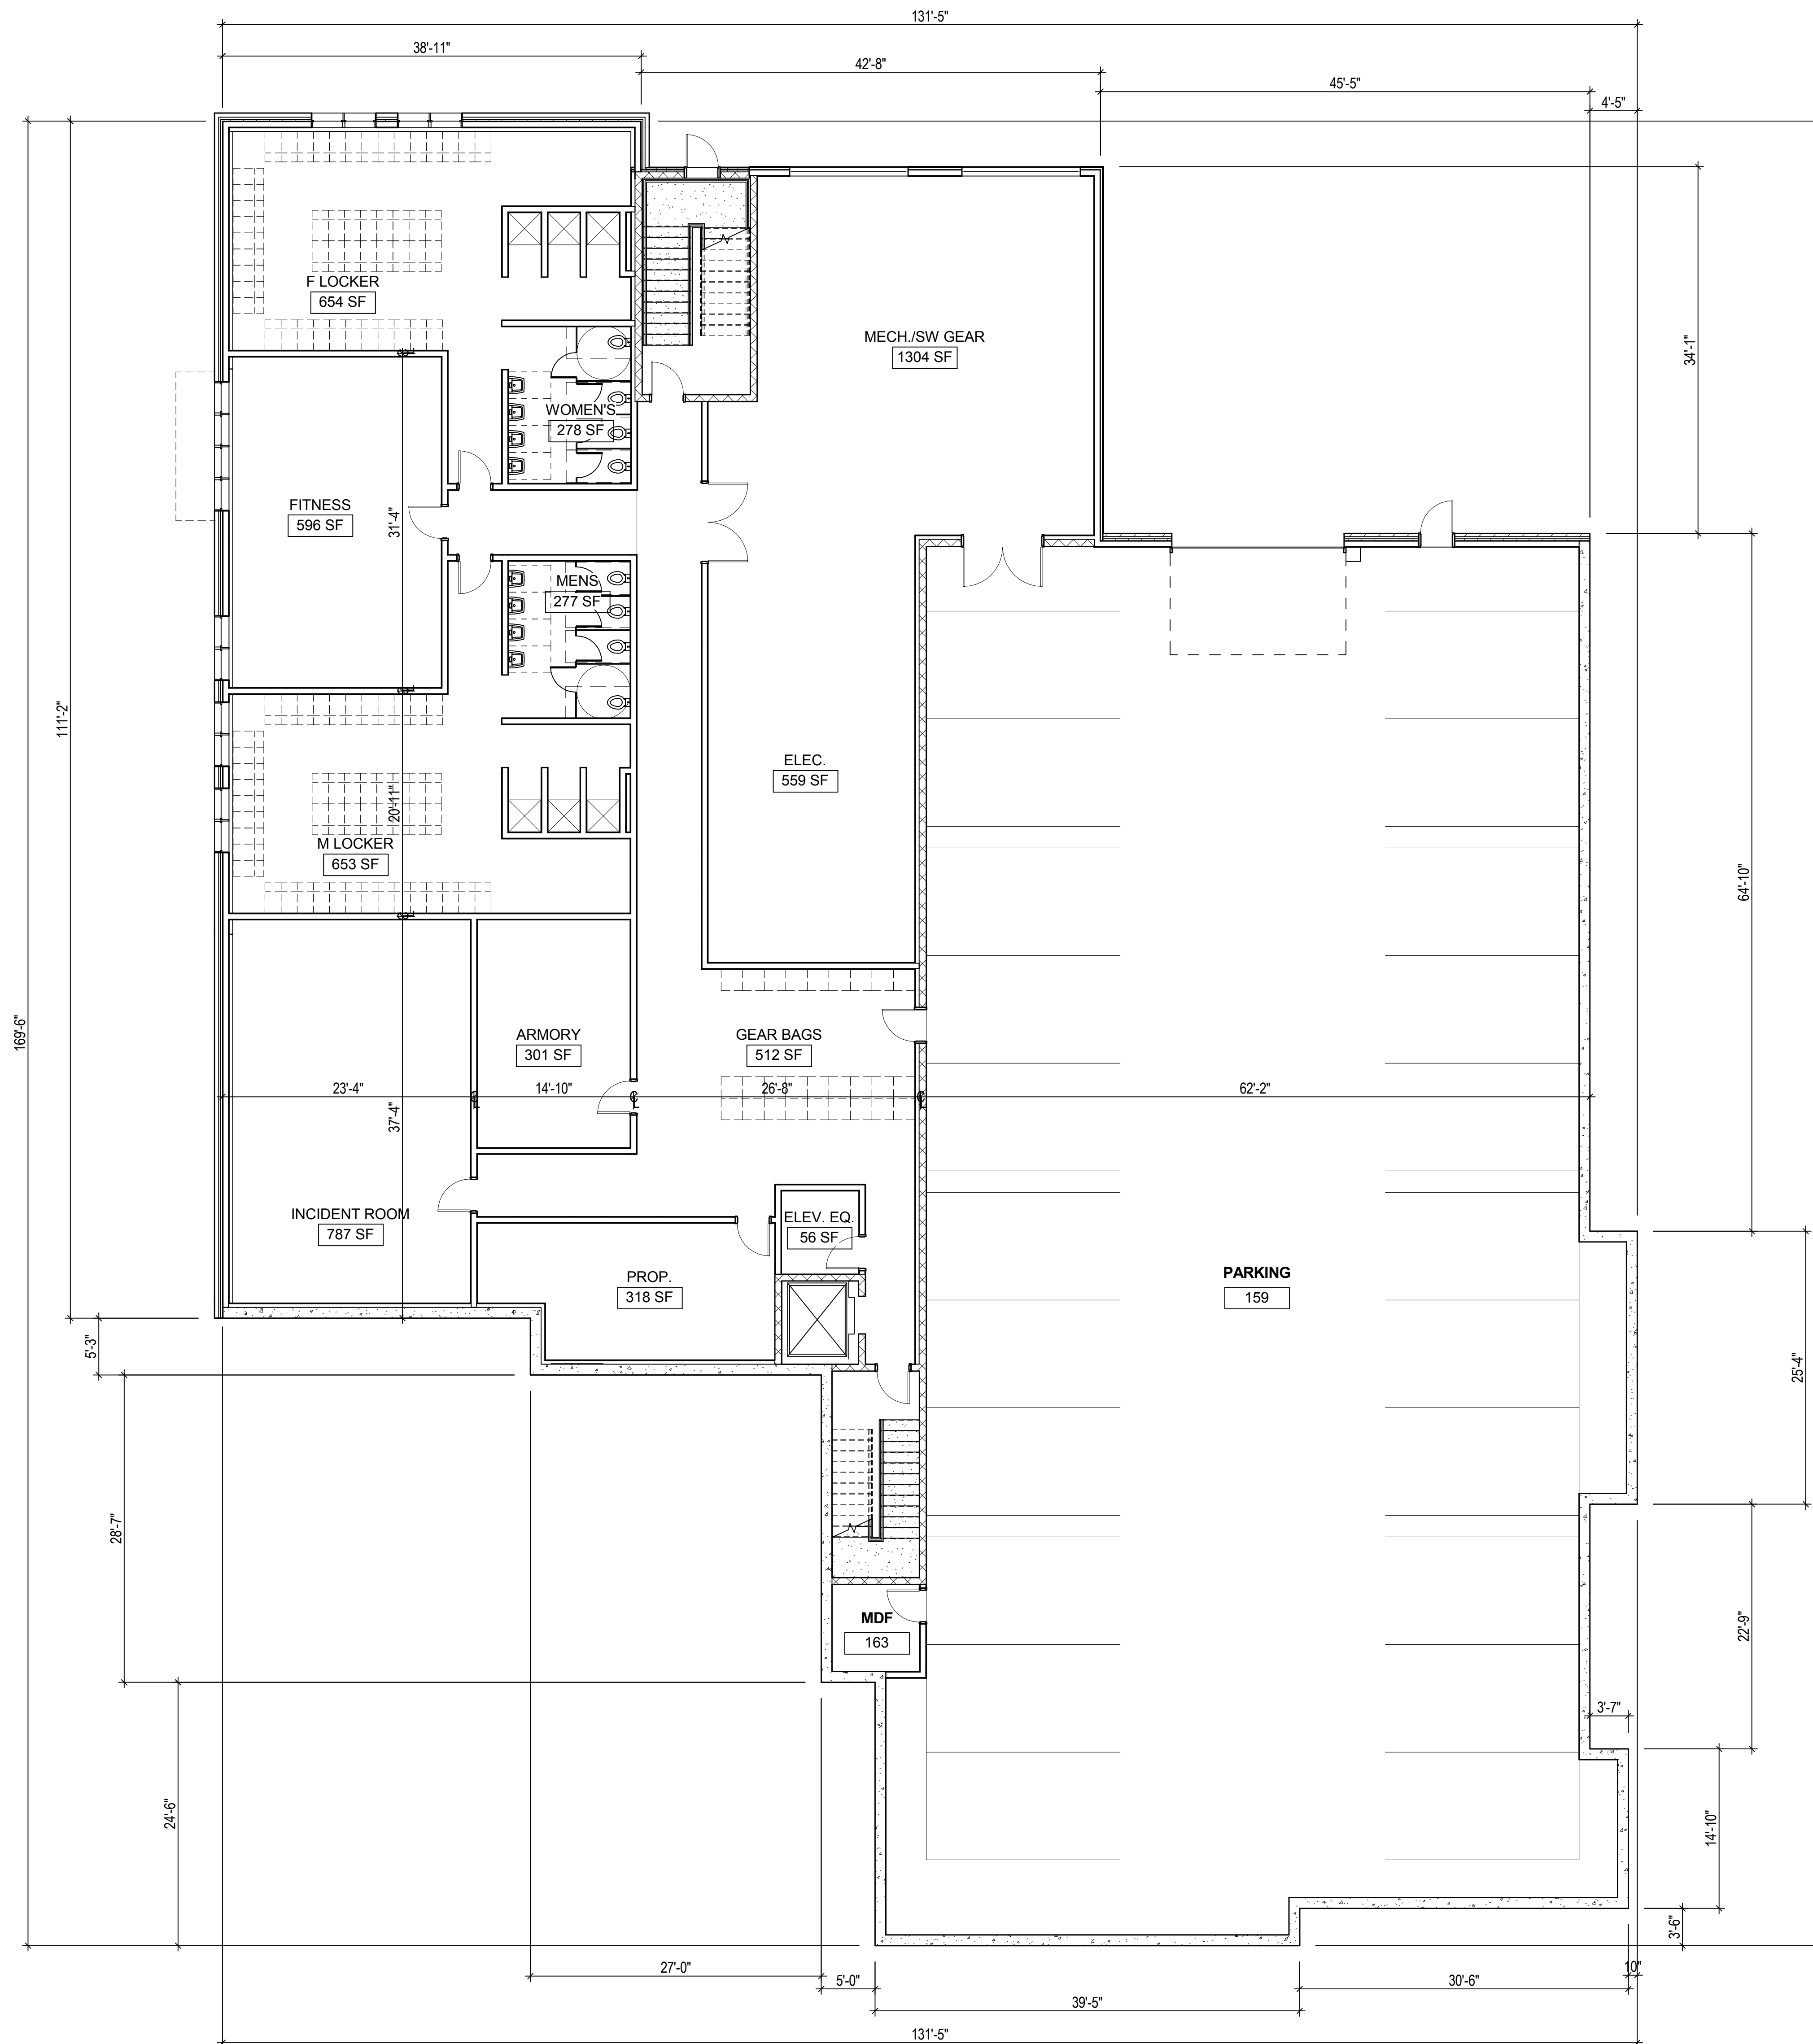 131'-5"
38'-11"
42'-8"
45'-5"
4'-5"
F LOCKER
654 SF
MECH./SW GEAR
1304 SF
34'-1"
WOMEN'S
278 SF
FITNESS
596 SF
31'-4"
MENS
277 SF
111'-2"
ELEC.
559 SF
20'-11"
M LOCKER
653 SF
64'-10"
169'-6"
ARMORY
301 SF
GEAR BAGS
512 SF
23'-4"
14'-10"
26'-8"
62'-2"
37'-4"
INCIDENT ROOM
787 SF
ELEV. EQ.
56 SF
PROP.
318 SF
PARKING
159
5'-3"
25'-4"
28'-7"
MDF
163
22'-9"
3'-7"
24'-6"
14'-10"
3'-6"
27'-0"
5'-0"
39'-5"
30'-6"
10"
131'-5"